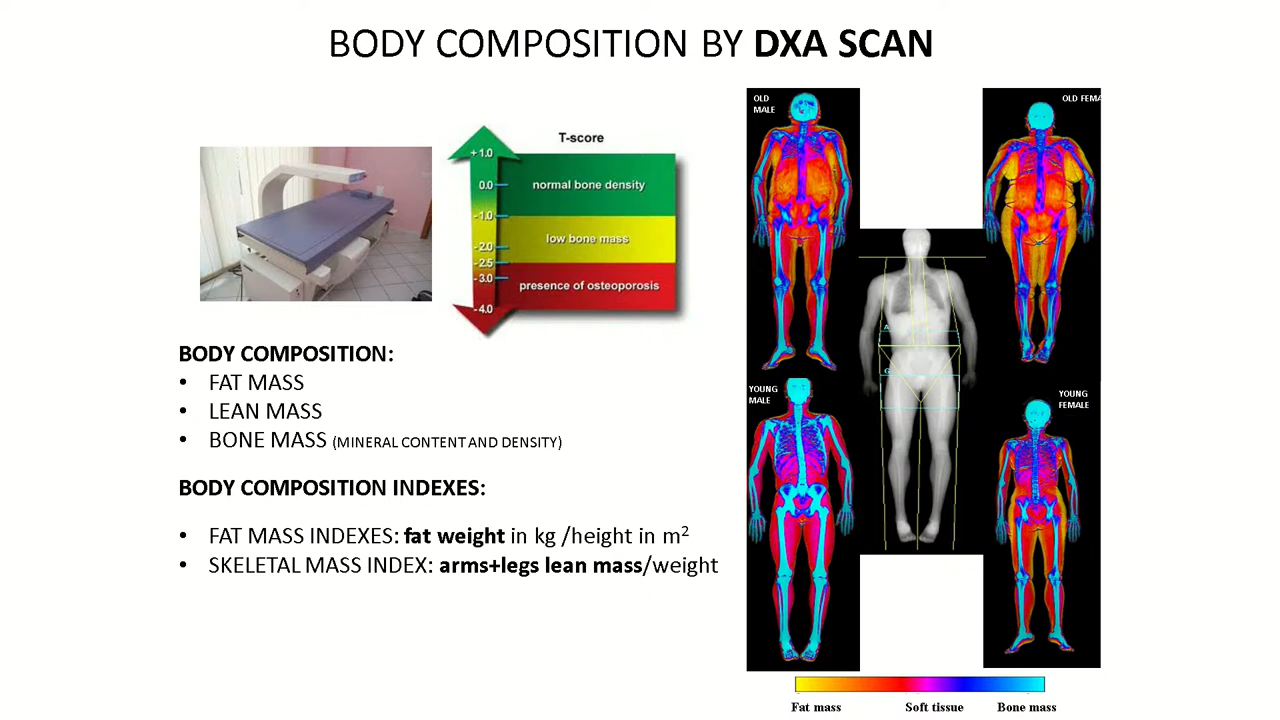 BODY COMPOSITION BY DXA SCAN
T-score
+1.0
0.0
-1.0
-2.0
-2.5
-3.0
-4.0
normal bone density
low bone mass
presence of osteoporosis
BODY COMPOSITION:
• FAT MASS
• LEAN MASS
• BONE MASS (MINERAL CONTENT AND DENSITY)
BODY COMPOSITION INDEXES:
• FAT MASS INDEXES: fat weight in kg /height in m²
• SKELETAL MASS INDEX: arms+legs lean mass/weight
OLD
MALE
OLD FEMA
A
G
YOUNG
MALE
YOUNG
FEMALE
Fat mass Soft tissue Bone mass